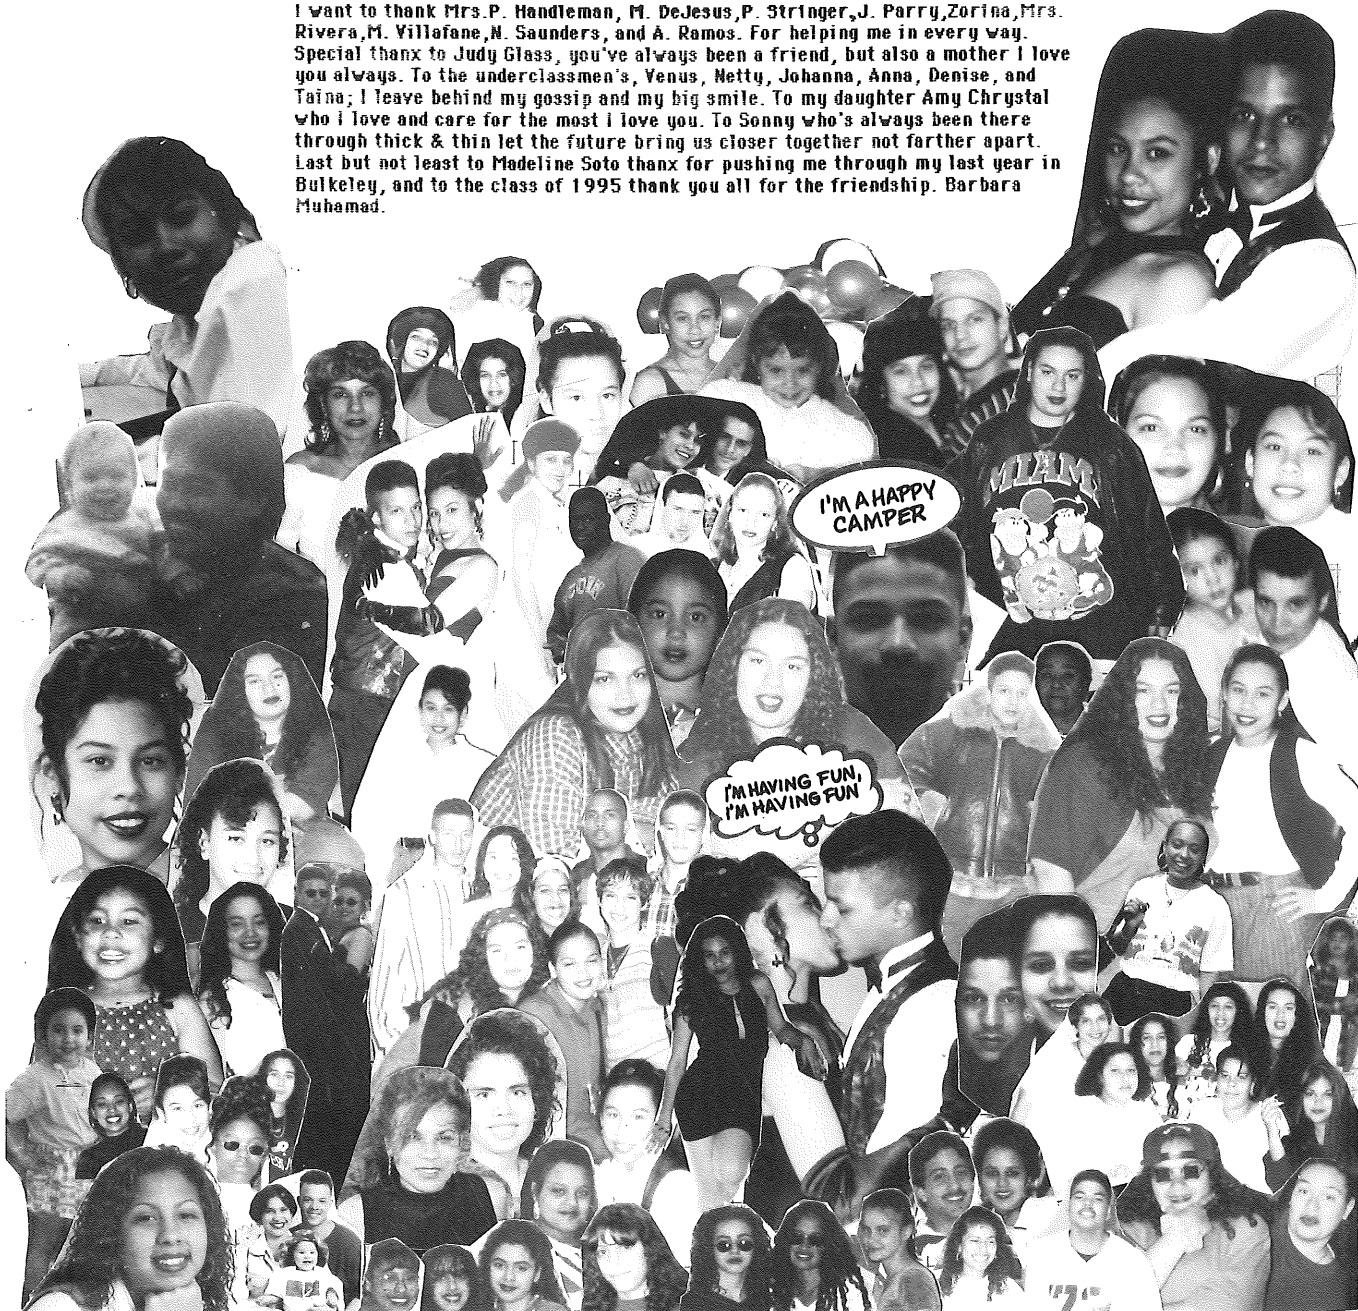 I want to thank Mrs.P. Handleman, M. DeJesus,P. Stringer,J. Parry,Zorina,Mrs.
Rivera,M. Villafane,N. Saunders, and A. Ramos. For helping me in every way.
Special thanx to Judy Glass, you've always been a friend, but also a mother I love
you always. To the underclassmen's, Venus, Netty, Johanna, Anna, Denise, and
Taina; I leave behind my gossip and my big smile. To my daughter Amy Chrystal
who I love and care for the most I love you. To Sonny who's always been there
through thick & thin let the future bring us closer together not farther apart.
Last but not least to Madeline Soto thanx for pushing me through my last year in
Bulkeley, and to the class of 1995 thank you all for the friendship. Barbara
Muhamad.
MIAMI
I'M A HAPPY
CAMPER
I'M HAVING FUN,
I'M HAVING FUN